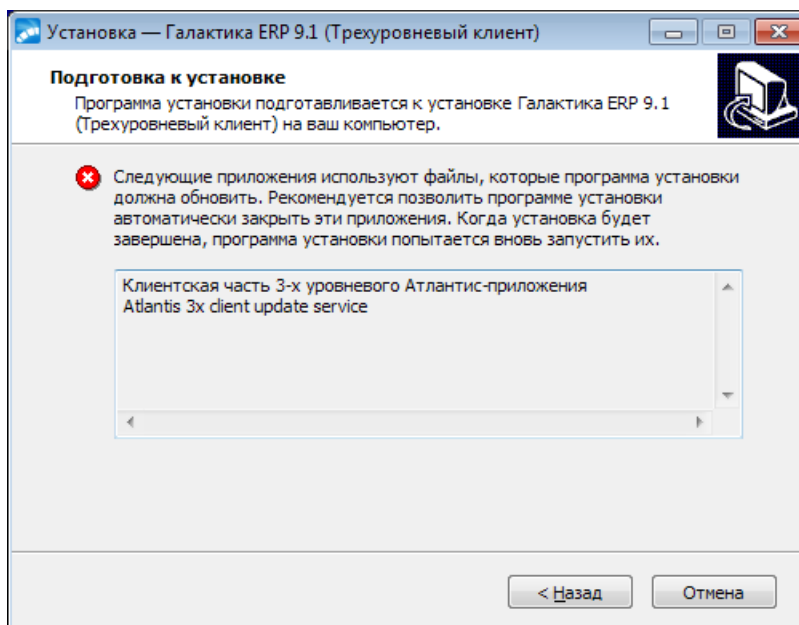 Установка — Галактика ERP 9.1 (Трехуровневый клиент)
Подготовка к установке
Программа установки подготавливается к установке Галактика ERP 9.1
(Трехуровневый клиент) на ваш компьютер.
Следующие приложения используют файлы, которые программа установки
должна обновить. Рекомендуется позволить программе установки
автоматически закрыть эти приложения. Когда установка будет
завершена, программа установки попытается вновь запустить их.
Клиентская часть 3-х уровневого Атлантис-приложения
Atlantis 3x client update service
< Назад
Отмена